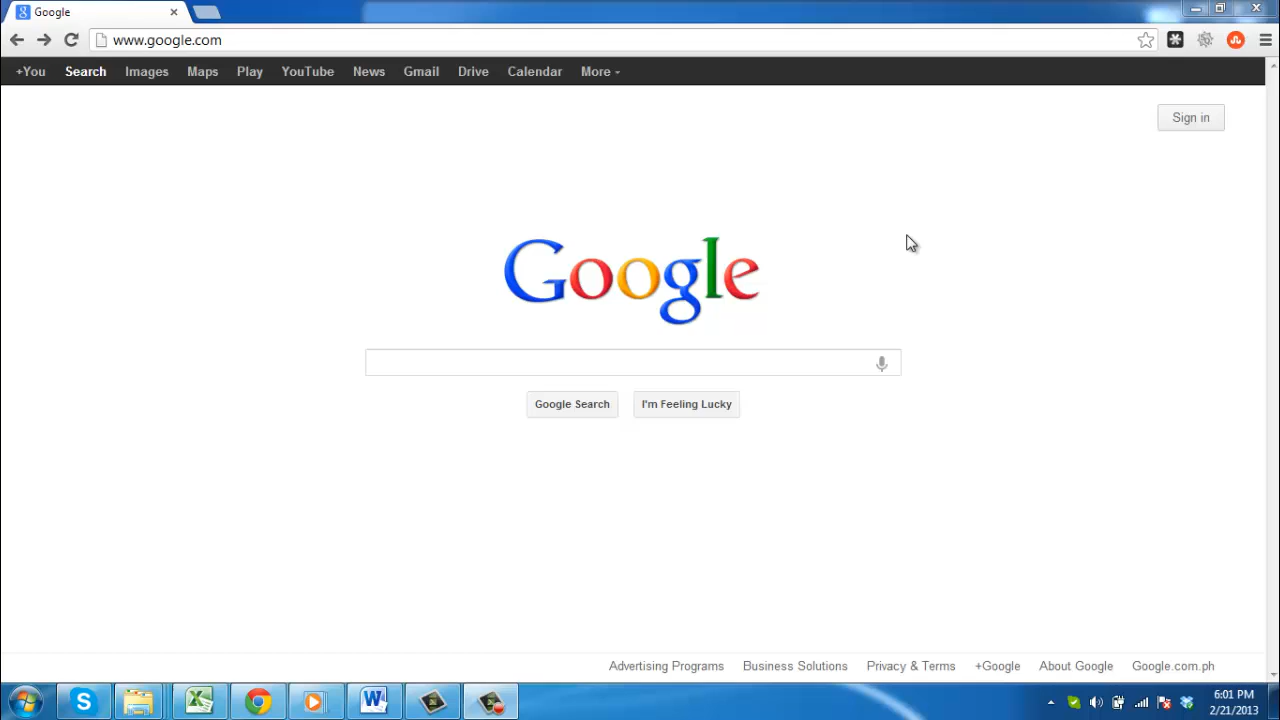 Google
www.google.com
+You Search Images Maps Play YouTube News Gmail Drive Calendar More
Sign in
Google
Google Search I'm Feeling Lucky
Advertising Programs Business Solutions Privacy & Terms +Google About Google Google.com.ph
6:01 PM
2/21/2013